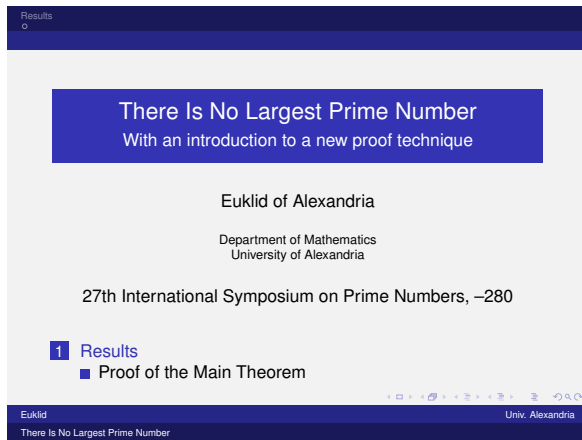 Results
There Is No Largest Prime Number
With an introduction to a new proof technique
Euklid of Alexandria
Department of Mathematics
University of Alexandria
27th International Symposium on Prime Numbers, –280
1 Results
Proof of the Main Theorem
Euklid Univ. Alexandria
There Is No Largest Prime Number